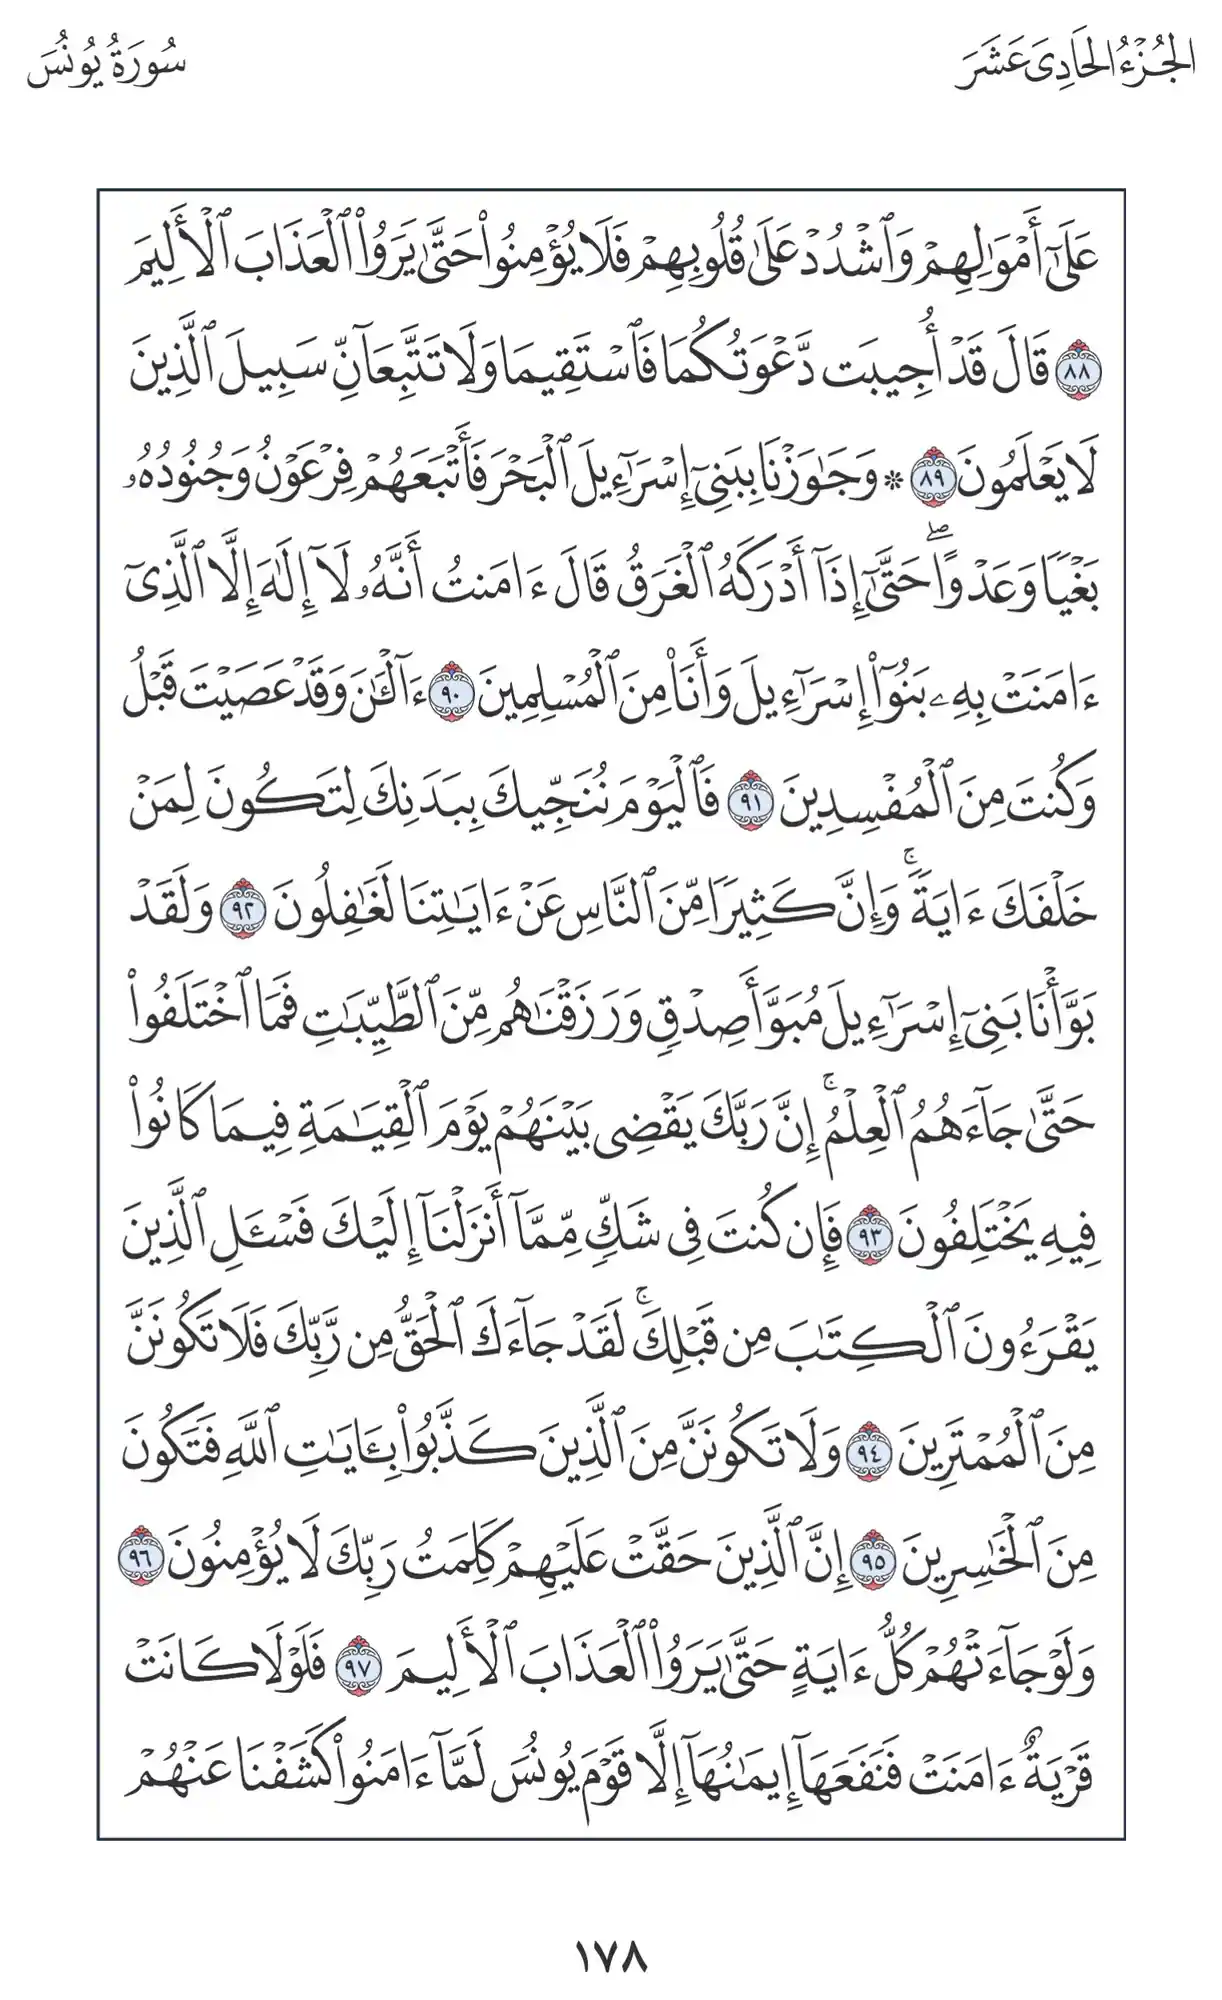 الجُزْءُ الحَادِىَ عَشَرَ
سُورَةُ يُونُسَ
عَلَىٰٓ أَمْوَٰلِهِمْ وَٱشْدُدْ عَلَىٰ قُلُوبِهِمْ فَلَا يُؤْمِنُوا۟ حَتَّىٰ يَرَوُا۟ ٱلْعَذَابَ ٱلْأَلِيمَ
٨٨ قَالَ قَدْ أُجِيبَت دَّعْوَتُكُمَا فَٱسْتَقِيمَا وَلَا تَتَّبِعَآنِّ سَبِيلَ ٱلَّذِينَ
لَا يَعْلَمُونَ ٨٩ * وَجَٰوَزْنَا بِبَنِىٓ إِسْرَٰٓءِيلَ ٱلْبَحْرَ فَأَتْبَعَهُمْ فِرْعَوْنُ وَجُنُودُهُۥ
بَغْيًا وَعَدْوًا ۖ حَتَّىٰٓ إِذَآ أَدْرَكَهُ ٱلْغَرَقُ قَالَ ءَامَنتُ أَنَّهُۥ لَآ إِلَٰهَ إِلَّا ٱلَّذِىٓ
ءَامَنَتْ بِهِۦ بَنُوٓا۟ إِسْرَٰٓءِيلَ وَأَنَا۠ مِنَ ٱلْمُسْلِمِينَ ٩٠ ءَآلْـَٰٔنَ وَقَدْ عَصَيْتَ قَبْلُ
وَكُنتَ مِنَ ٱلْمُفْسِدِينَ ٩١ فَٱلْيَوْمَ نُنَجِّيكَ بِبَدَنِكَ لِتَكُونَ لِمَنْ
خَلْفَكَ ءَايَةً ۚ وَإِنَّ كَثِيرًا مِّنَ ٱلنَّاسِ عَنْ ءَايَٰتِنَا لَغَٰفِلُونَ ٩٢ وَلَقَدْ
بَوَّأْنَا بَنِىٓ إِسْرَٰٓءِيلَ مُبَوَّأَ صِدْقٍ وَرَزَقْنَٰهُم مِّنَ ٱلطَّيِّبَٰتِ فَمَا ٱخْتَلَفُوا۟
حَتَّىٰ جَآءَهُمُ ٱلْعِلْمُ ۚ إِنَّ رَبَّكَ يَقْضِى بَيْنَهُمْ يَوْمَ ٱلْقِيَٰمَةِ فِيمَا كَانُوا۟
فِيهِ يَخْتَلِفُونَ ٩٣ فَإِن كُنتَ فِى شَكٍّ مِّمَّآ أَنزَلْنَآ إِلَيْكَ فَسْـَٔلِ ٱلَّذِينَ
يَقْرَءُونَ ٱلْكِتَٰبَ مِن قَبْلِكَ ۚ لَقَدْ جَآءَكَ ٱلْحَقُّ مِن رَّبِّكَ فَلَا تَكُونَنَّ
مِنَ ٱلْمُمْتَرِينَ ٩٤ وَلَا تَكُونَنَّ مِنَ ٱلَّذِينَ كَذَّبُوا۟ بِـَٔايَٰتِ ٱللَّهِ فَتَكُونَ
مِنَ ٱلْخَٰسِرِينَ ٩٥ إِنَّ ٱلَّذِينَ حَقَّتْ عَلَيْهِمْ كَلِمَتُ رَبِّكَ لَا يُؤْمِنُونَ ٩٦
وَلَوْ جَآءَتْهُمْ كُلُّ ءَايَةٍ حَتَّىٰ يَرَوُا۟ ٱلْعَذَابَ ٱلْأَلِيمَ ٩٧ فَلَوْلَا كَانَتْ
قَرْيَةٌ ءَامَنَتْ فَنَفَعَهَآ إِيمَٰنُهَآ إِلَّا قَوْمَ يُونُسَ لَمَّآ ءَامَنُوا۟ كَشَفْنَا عَنْهُمْ
١٧٨